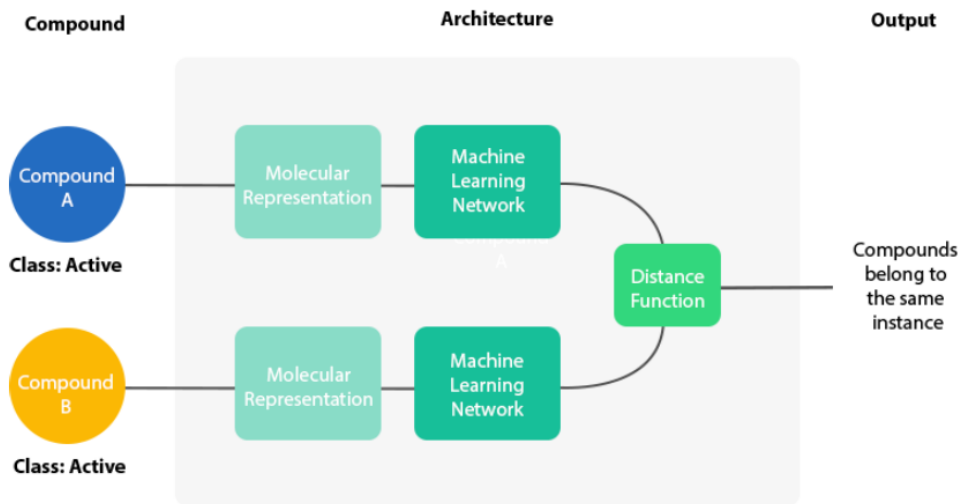 Compound
Architecture
Output
Compound
A
Class: Active
Molecular
Representation
Machine
Learning
Network
Compound
A
Distance
Function
Compounds
belong to
the same
instance
Compound
B
Class: Active
Molecular
Representation
Machine
Learning
Network